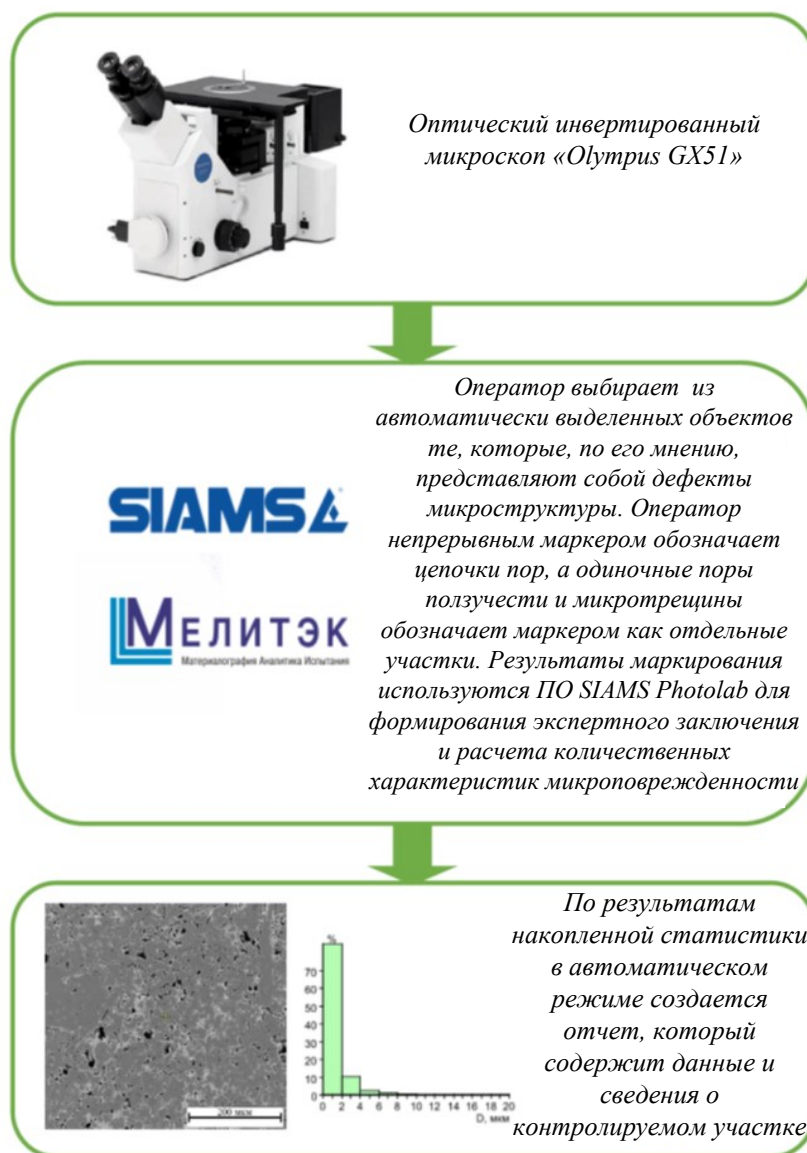 Оптический инвертированный
микроскоп «Olympus GX51»
Оператор выбирает из
автоматически выделенных объектов
те, которые, по его мнению,
представляют собой дефекты
микроструктуры. Оператор
непрерывным маркером обозначает
цепочки пор, а одиночные поры
ползучести и микротрещины
обозначает маркером как отдельные
участки. Результаты маркирования
используются ПО SIAMS Photolab для
формирования экспертного заключения
и расчета количественных
характеристик микроповрежденности
SIAMS
МЕЛИТЭК
Материалография Аналитика Испытания
200 мкм
%
70
60
50
40
30
20
10
0
0 2 4 6 8 10 12 14 16 18 20
D, мкм
По результатам
накопленной статистики
в автоматическом
режиме создается
отчет, который
содержит данные и
сведения о
контролируемом участке